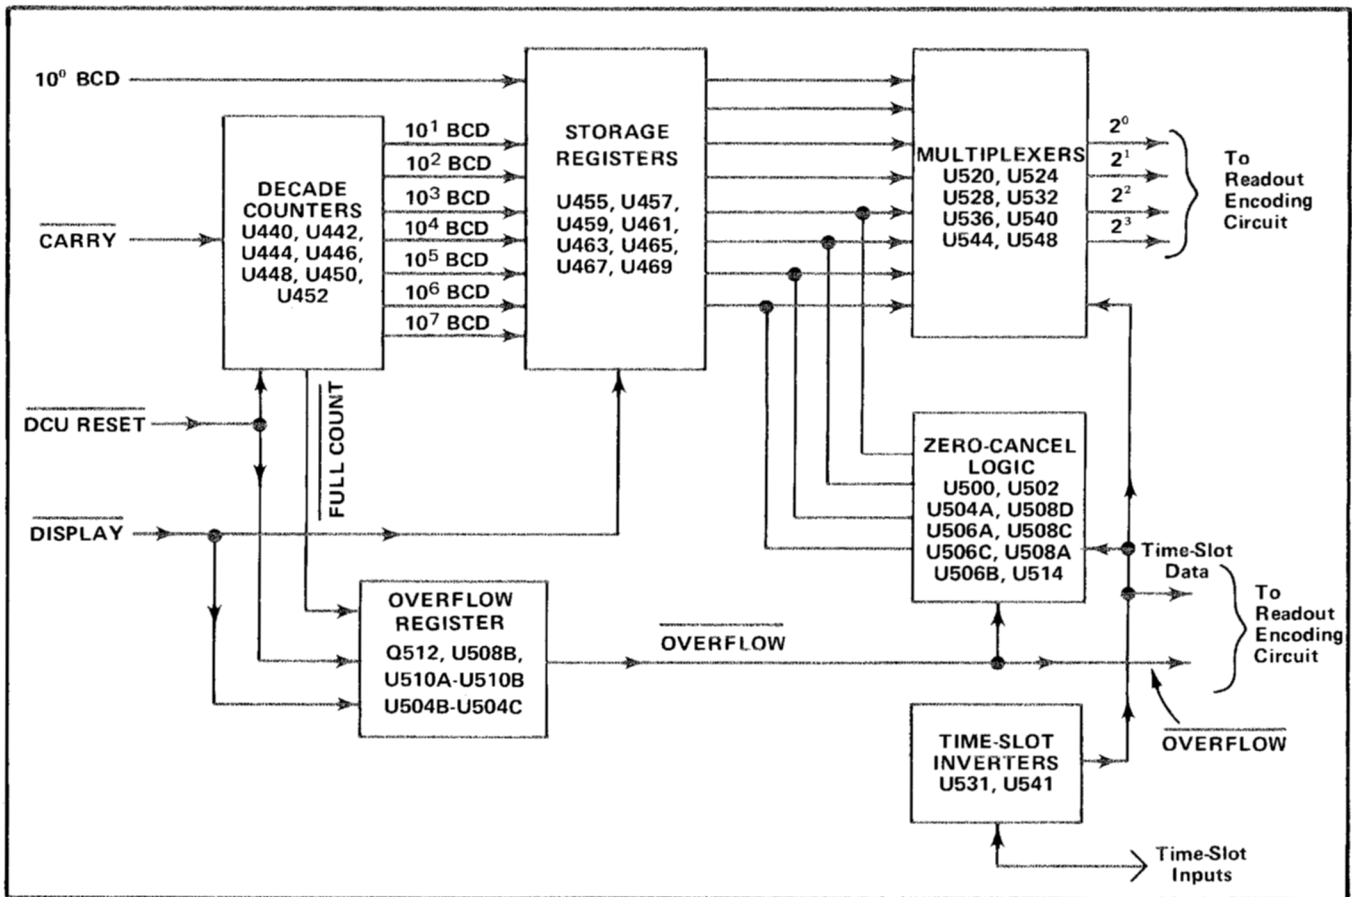 10⁰ BCD
CARRY
DCU RESET
DISPLAY
DECADE
COUNTERS
U440, U442,
U444, U446,
U448, U450,
U452
10¹ BCD
10² BCD
10³ BCD
10⁴ BCD
10⁵ BCD
10⁶ BCD
10⁷ BCD
FULL COUNT
STORAGE
REGISTERS
U455, U457,
U459, U461,
U463, U465,
U467, U469
MULTIPLEXERS
U520, U524
U528, U532
U536, U540
U544, U548
2⁰
2¹
2²
2³
To
Readout
Encoding
Circuit
ZERO-CANCEL
LOGIC
U500, U502
U504A, U508D
U506A, U508C
U506C, U508A
U506B, U514
OVERFLOW
REGISTER
Q512, U508B,
U510A-U510B
U504B-U504C
OVERFLOW
Time-Slot
Data
To
Readout
Encoding
Circuit
OVERFLOW
TIME-SLOT
INVERTERS
U531, U541
Time-Slot
Inputs